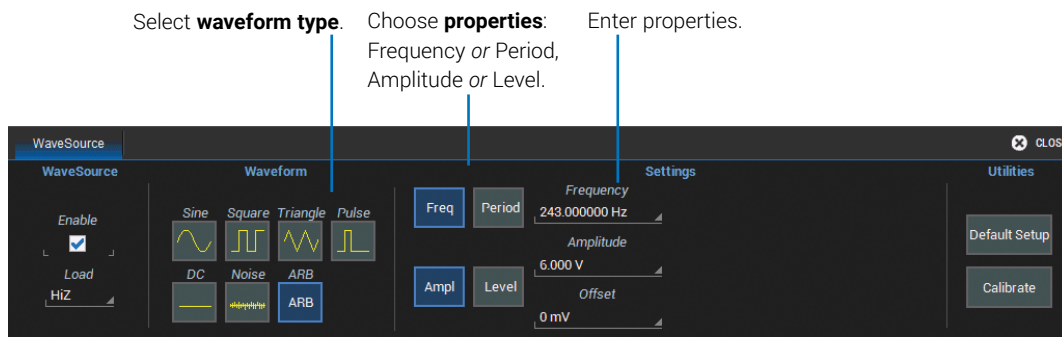 Select waveform type.
Choose properties:
Frequency or Period,
Amplitude or Level.
Enter properties.
WaveSource
CLOS
WaveSource
Waveform
Settings
Utilities
Enable
Load
HiZ
Sine
Square
Triangle
Pulse
DC
Noise
ARB
ARB
Freq
Period
Ampl
Level
Frequency
243.000000 Hz
Amplitude
6.000 V
Offset
0 mV
Default Setup
Calibrate